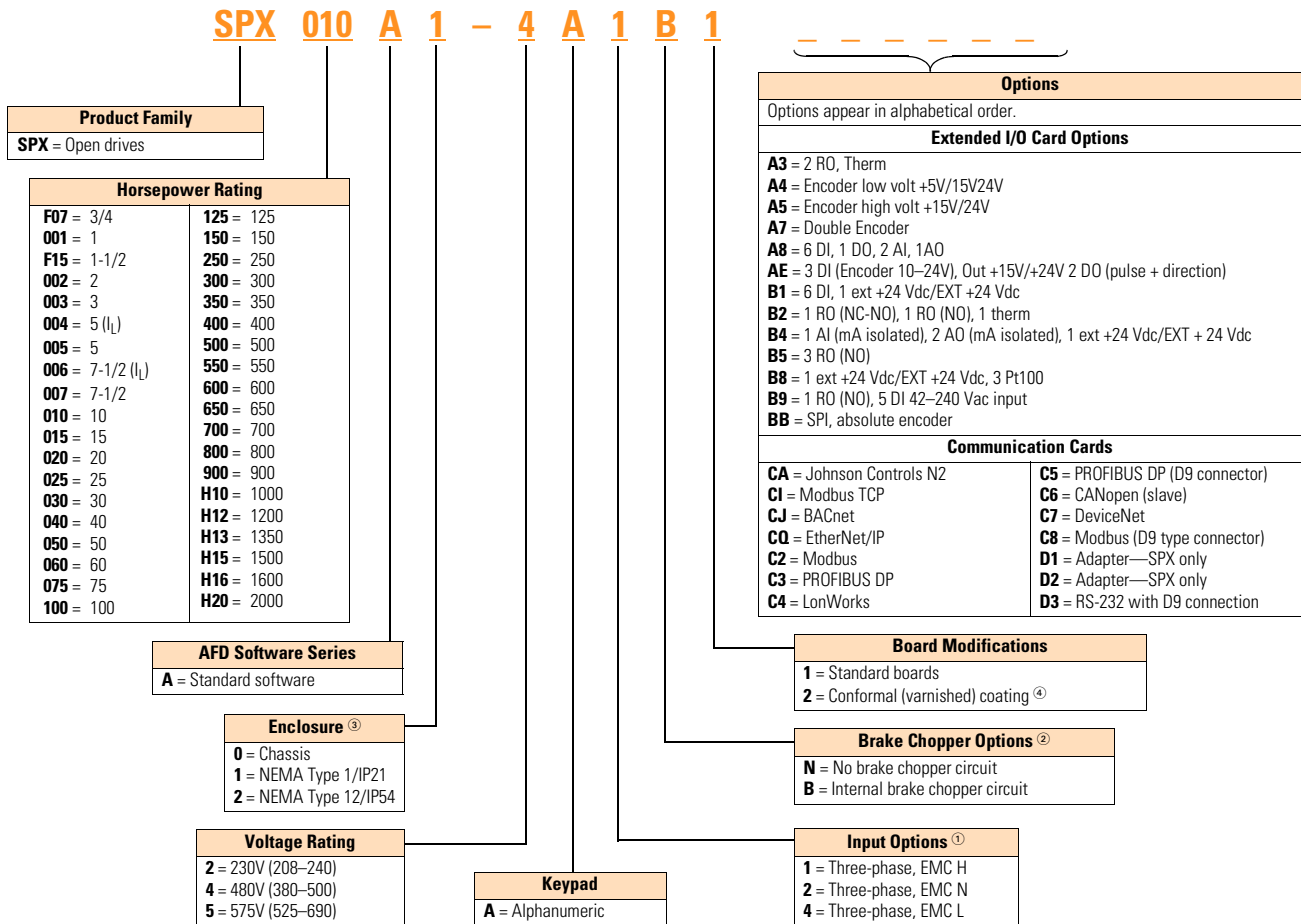 SPX 010 A 1 – 4 A 1 B 1 _ _ _ _ _ _
Product Family
SPX = Open drives
Horsepower Rating
F07 = 3/4
001 = 1
F15 = 1-1/2
002 = 2
003 = 3
004 = 5 (IL)
005 = 5
006 = 7-1/2 (IL)
007 = 7-1/2
010 = 10
015 = 15
020 = 20
025 = 25
030 = 30
040 = 40
050 = 50
060 = 60
075 = 75
100 = 100
125 = 125
150 = 150
250 = 250
300 = 300
350 = 350
400 = 400
500 = 500
550 = 550
600 = 600
650 = 650
700 = 700
800 = 800
900 = 900
H10 = 1000
H12 = 1200
H13 = 1350
H15 = 1500
H16 = 1600
H20 = 2000
AFD Software Series
A = Standard software
Enclosure ③
0 = Chassis
1 = NEMA Type 1/IP21
2 = NEMA Type 12/IP54
Voltage Rating
2 = 230V (208–240)
4 = 480V (380–500)
5 = 575V (525–690)
Keypad
A = Alphanumeric
Options
Options appear in alphabetical order.
Extended I/O Card Options
A3 = 2 RO, Therm
A4 = Encoder low volt +5V/15V24V
A5 = Encoder high volt +15V/24V
A7 = Double Encoder
A8 = 6 DI, 1 DO, 2 AI, 1AO
AE = 3 DI (Encoder 10–24V), Out +15V/+24V 2 DO (pulse + direction)
B1 = 6 DI, 1 ext +24 Vdc/EXT +24 Vdc
B2 = 1 RO (NC-NO), 1 RO (NO), 1 therm
B4 = 1 AI (mA isolated), 2 AO (mA isolated), 1 ext +24 Vdc/EXT + 24 Vdc
B5 = 3 RO (NO)
B8 = 1 ext +24 Vdc/EXT +24 Vdc, 3 Pt100
B9 = 1 RO (NO), 5 DI 42–240 Vac input
BB = SPI, absolute encoder
Communication Cards
CA = Johnson Controls N2
CI = Modbus TCP
CJ = BACnet
CQ = EtherNet/IP
C2 = Modbus
C3 = PROFIBUS DP
C4 = LonWorks
C5 = PROFIBUS DP (D9 connector)
C6 = CANopen (slave)
C7 = DeviceNet
C8 = Modbus (D9 type connector)
D1 = Adapter—SPX only
D2 = Adapter—SPX only
D3 = RS-232 with D9 connection
Board Modifications
1 = Standard boards
2 = Conformal (varnished) coating ④
Brake Chopper Options ②
N = No brake chopper circuit
B = Internal brake chopper circuit
Input Options ①
1 = Three-phase, EMC H
2 = Three-phase, EMC N
4 = Three-phase, EMC L